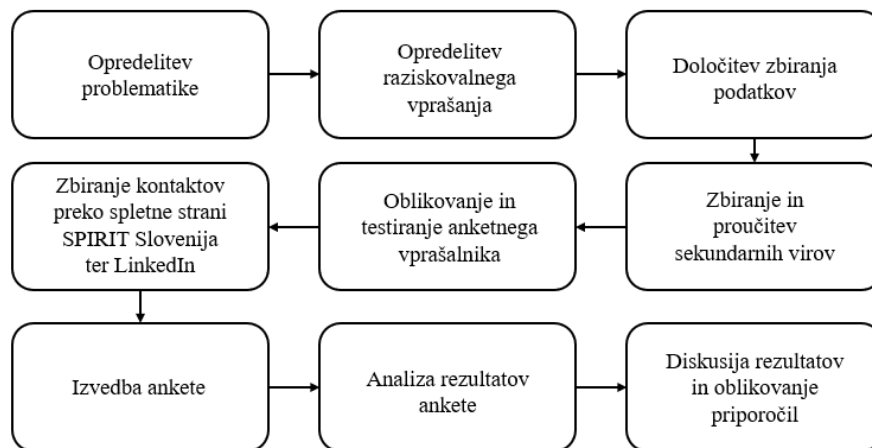 Opredelitev
problematike
Opredelitev
raziskovalnega
vprašanja
Določitev zbiranja
podatkov
Zbiranje in
proučitev
sekundarnih virov
Oblikovanje in
testiranje anketnega
vprašalnika
Zbiranje kontaktov
preko spletne strani
SPIRIT Slovenija
ter LinkedIn
Izvedba ankete
Analiza rezultatov
ankete
Diskusija rezultatov
in oblikovanje
priporočil